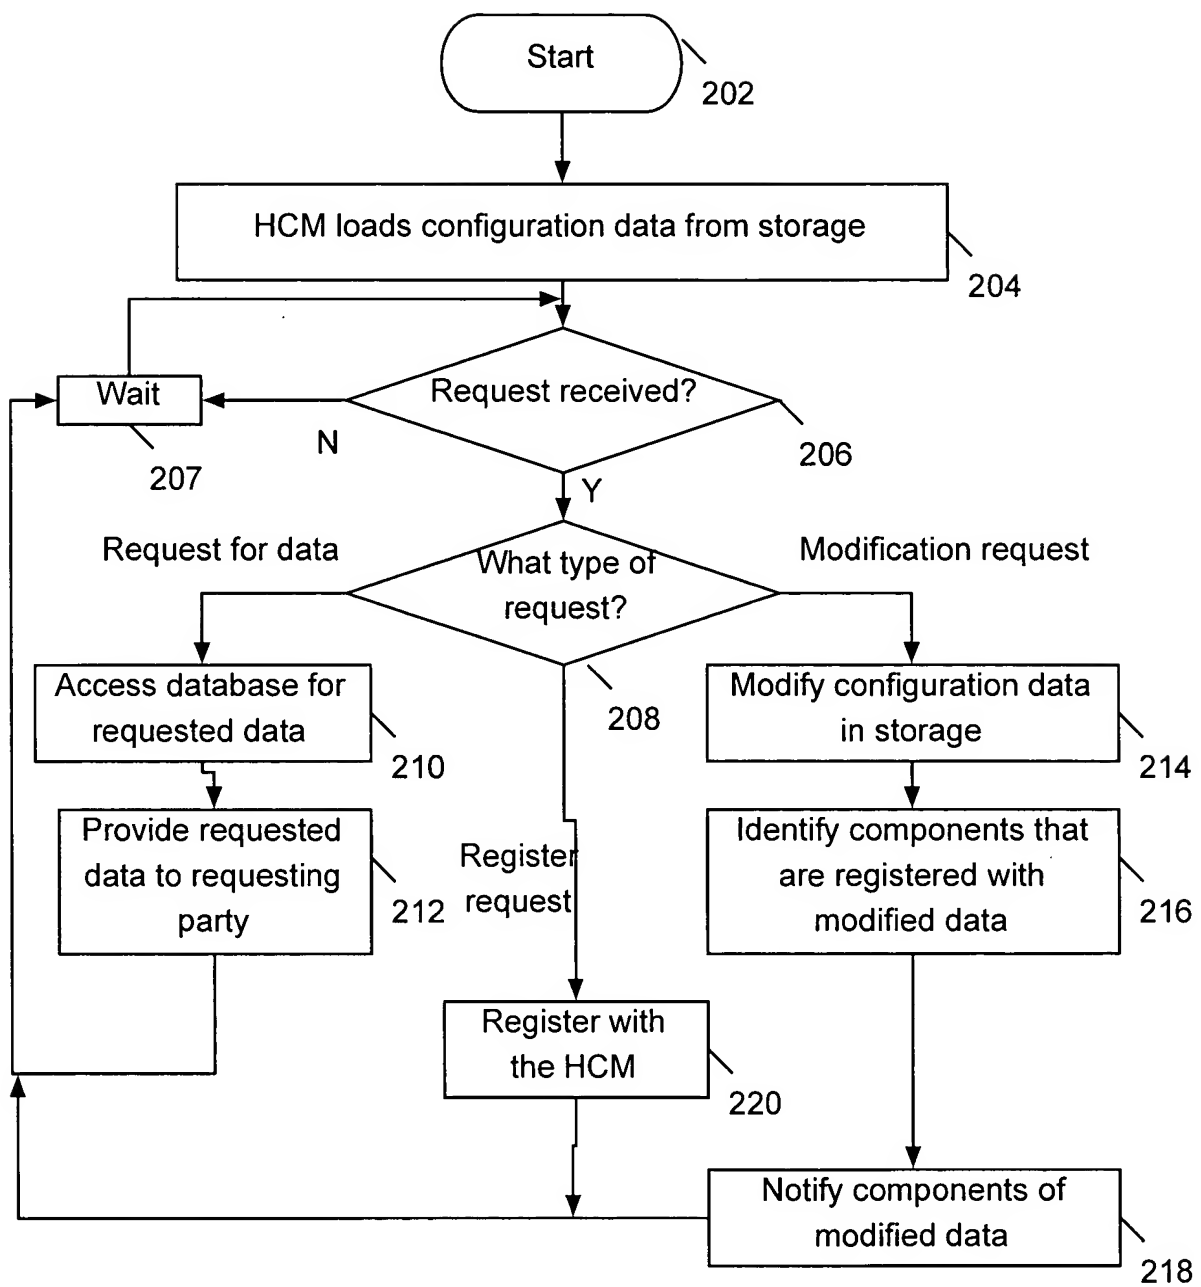 Start
202
HCM loads configuration data from storage
204
Wait
207
Request received?
206
N
Y
Request for data
What type of
request?
208
Modification request
Access database for
requested data
210
Modify configuration data
in storage
214
Provide requested
data to requesting
party
212
Register
request
Identify components that
are registered with
modified data
216
Register with
the HCM
220
Notify components of
modified data
218